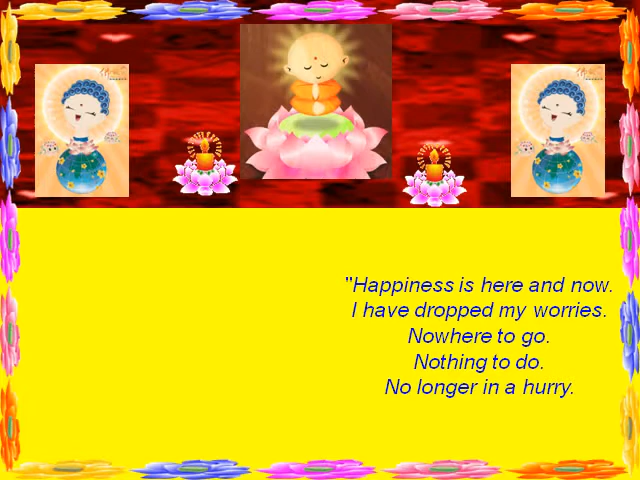 "Happiness is here and now.
I have dropped my worries.
Nowhere to go.
Nothing to do.
No longer in a hurry.